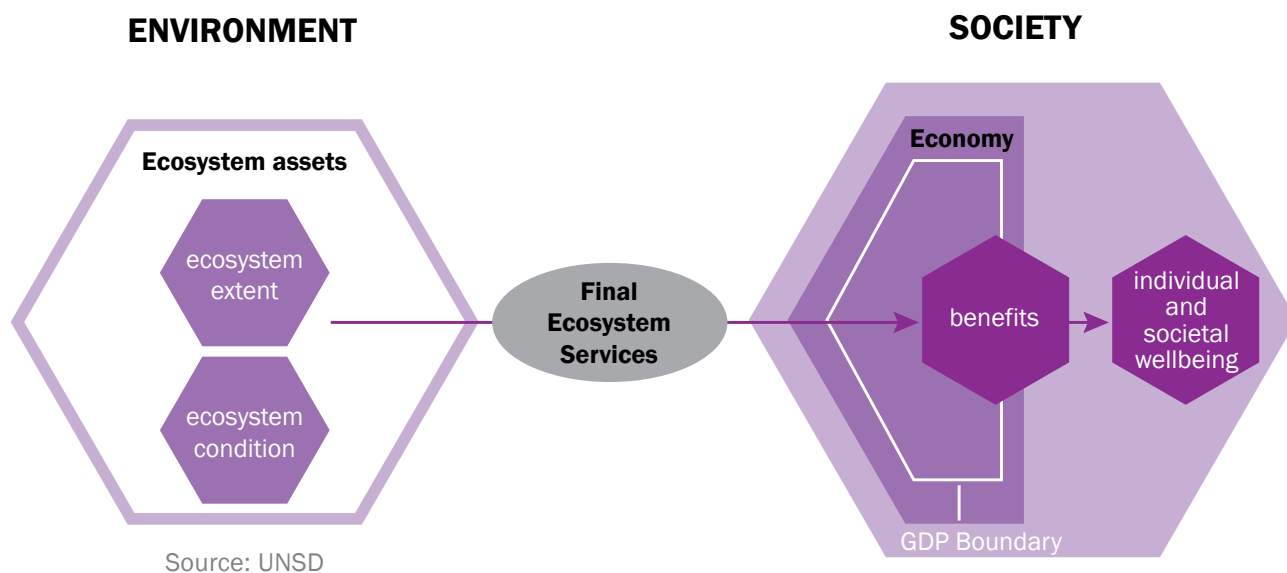 ENVIRONMENT
SOCIETY
Ecosystem assets
ecosystem
extent
ecosystem
condition
Final
Ecosystem
Services
Economy
benefits
individual
and
societal
wellbeing
GDP Boundary
Source: UNSD